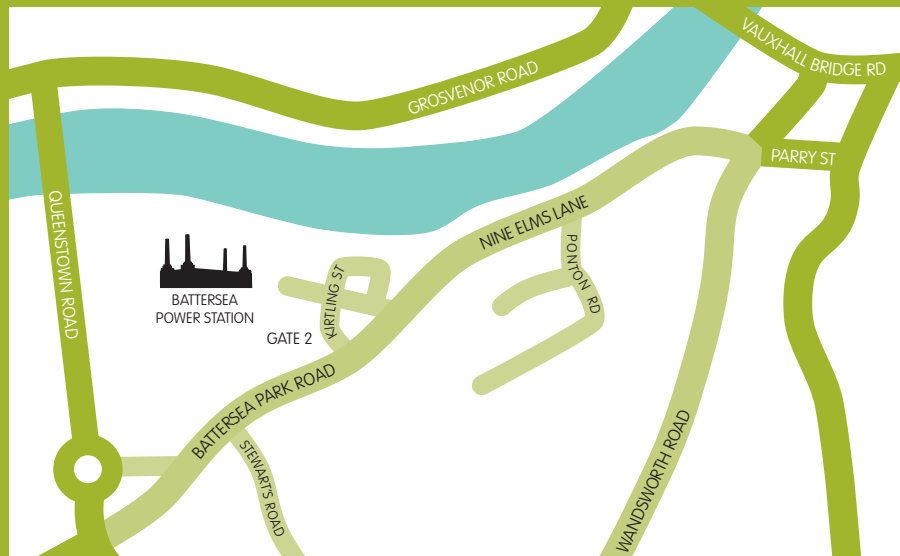 VAUXHALL BRIDGE RD
GROSVENOR ROAD
PARRY ST
QUEENSTOWN ROAD
NINE ELMS LANE
PONTON RD
BATTERSEA
POWER STATION
KIRTLING ST
GATE 2
BATTERSEA PARK ROAD
STEWART'S ROAD
WANDSWORTH ROAD